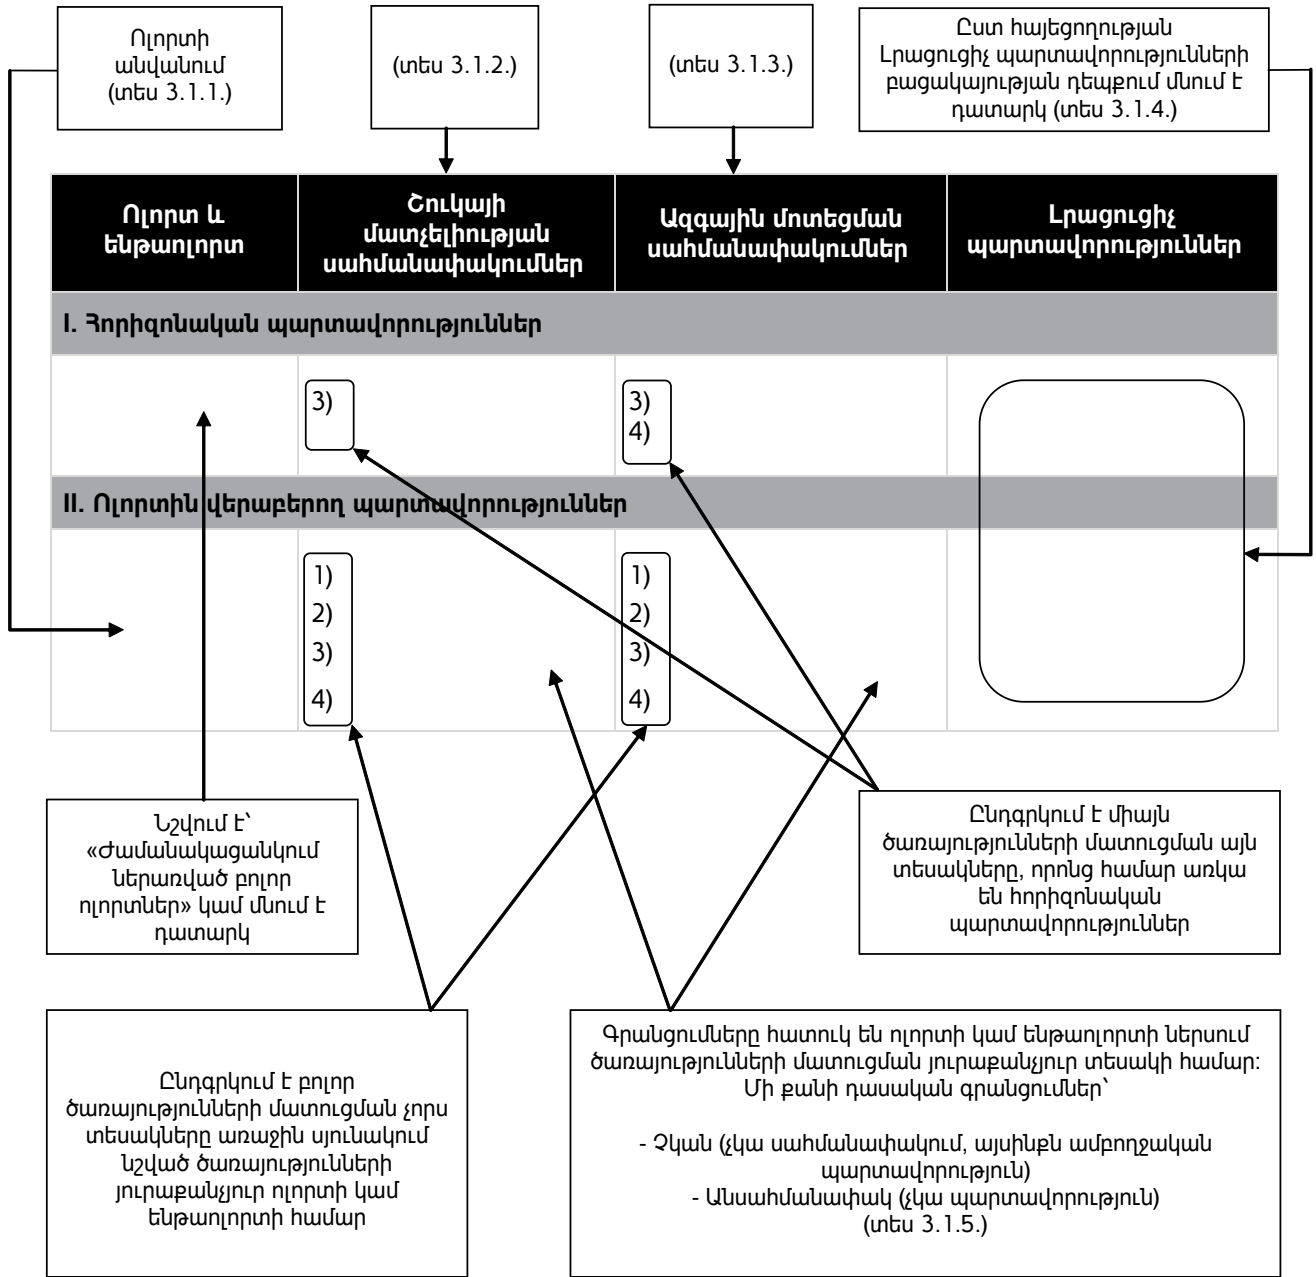 Ոլորտի
անվանում
(տես 3.1.1.)
(տես 3.1.2.)
(տես 3.1.3.)
Ըստ հայեցողության
Լրացուցիչ պարտավորությունների
բացակայության դեպքում մնում է
դատարկ (տես 3.1.4.)
Ոլորտ և
ենթաոլորտ
Շուկայի
մատչելիության
սահմանափակումներ
Ազգային մոտեցման
սահմանափակումներ
Լրացուցիչ
պարտավորություններ
I. Հորիզոնական պարտավորություններ
3)
3)
4)
II. Ոլորտին վերաբերող պարտավորություններ
1)
2)
3)
4)
1)
2)
3)
4)
Նշվում է՝
«Ժամանակացանկում
ներառված բոլոր
ոլորտներ» կամ մնում է
դատարկ
Ընդգրկում է միայն
ծառայությունների մատուցման այն
տեսակները, որոնց համար առկա
են հորիզոնական
պարտավորություններ
Ընդգրկում է բոլոր
ծառայությունների մատուցման չորս
տեսակները առաջին սյունակում
նշված ծառայությունների
յուրաքանչյուր ոլորտի կամ
ենթաոլորտի համար
Գրանցումները հատուկ են ոլորտի կամ ենթաոլորտի ներսում
ծառայությունների մատուցման յուրաքանչյուր տեսակի համար:
Մի քանի դասական գրանցումներ՝
- Չկան (չկա սահմանափակում, այսինքն ամբողջական
պարտավորություն)
- Անսահմանափակ (չկա պարտավորություն)
(տես 3.1.5.)